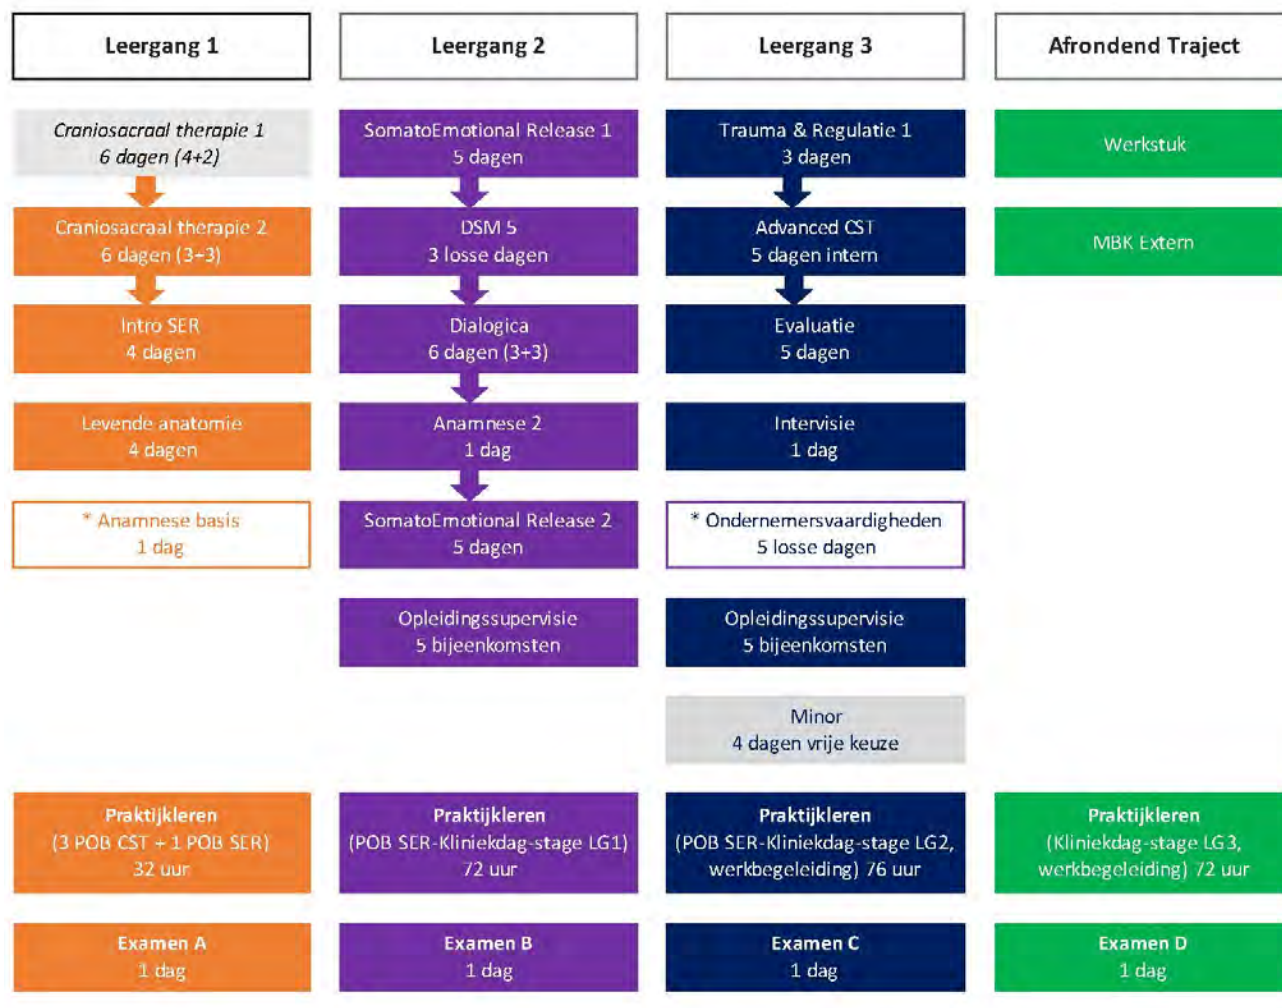 Leergang 1
Craniosacraal therapie 1
6 dagen (4+2)
Craniosacraal therapie 2
6 dagen (3+3)
Intro SER
4 dagen
Levende anatomie
4 dagen
* Anamnese basis
1 dag
Praktijkleren
(3 POB CST + 1 POB SER)
32 uur
Examen A
1 dag
Leergang 2
SomatoEmotional Release 1
5 dagen
DSM 5
3 losse dagen
Dialogica
6 dagen (3+3)
Anamnese 2
1 dag
SomatoEmotional Release 2
5 dagen
Opleidingssupervisie
5 bijeenkomsten
Praktijkleren
(POB SER-Kliniekdag-stage LG1)
72 uur
Examen B
1 dag
Leergang 3
Trauma & Regulatie 1
3 dagen
Advanced CST
5 dagen intern
Evaluatie
5 dagen
Intervisie
1 dag
* Ondernemersvaardigheden
5 losse dagen
Opleidingssupervisie
5 bijeenkomsten
Minor
4 dagen vrije keuze
Praktijkleren
(POB SER-Kliniekdag-stage LG2,
werkbegeleiding) 76 uur
Examen C
1 dag
Afrondend Traject
Werkstuk
MBK Extern
Praktijkleren
(Kliniekdag-stage LG3,
werkbegeleiding) 72 uur
Examen D
1 dag